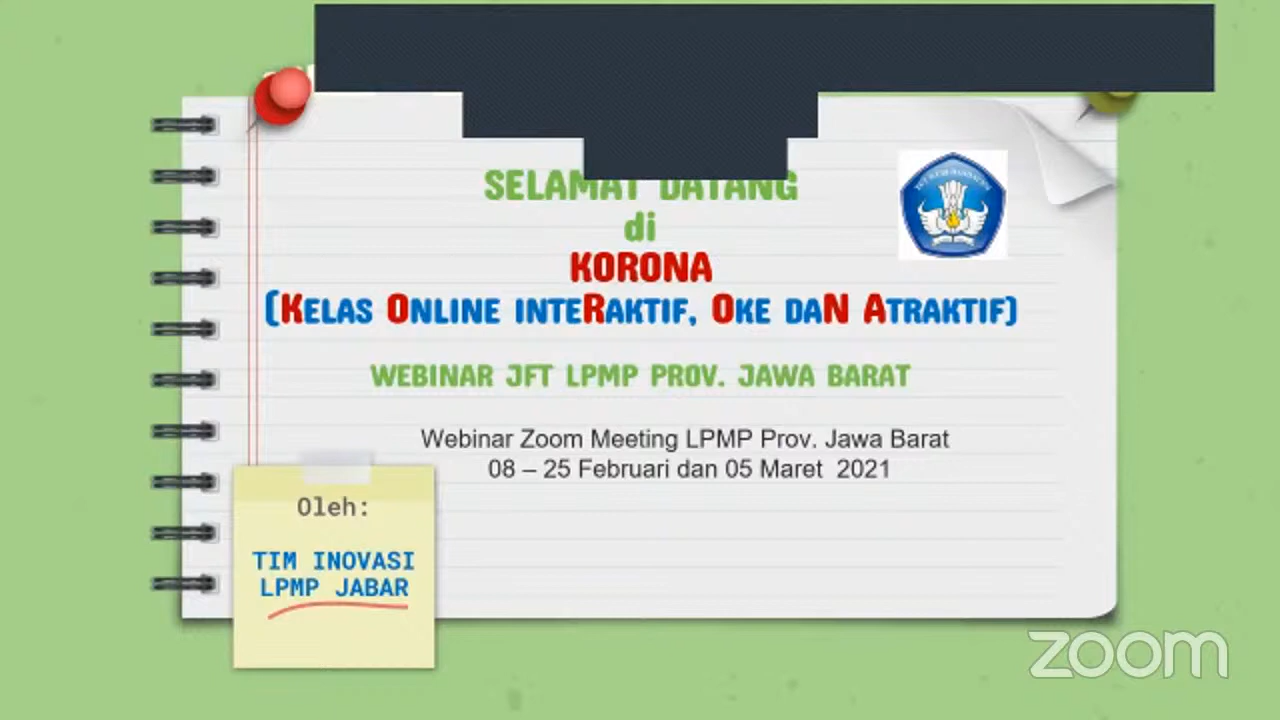 SELAMAT DATANG
di
KORONA
(KELAS ONLINE INTERAKTIF, OKE DAN ATRAKTIF)
WEBINAR JFT LPMP PROV. JAWA BARAT
Webinar Zoom Meeting LPMP Prov. Jawa Barat
08 – 25 Februari dan 05 Maret 2021
Oleh:
TIM INOVASI
LPMP JABAR
zoom